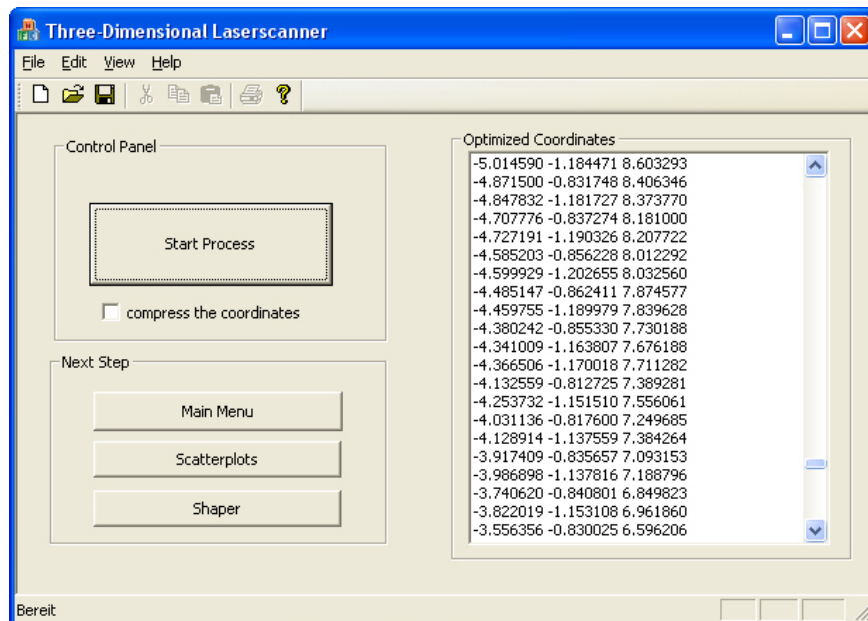 Three-Dimensional Laserscanner
File Edit View Help
Control Panel
Start Process
compress the coordinates
Next Step
Main Menu
Scatterplots
Shaper
Optimized Coordinates
-5.014590 -1.184471 8.603293
-4.871500 -0.831748 8.406346
-4.847832 -1.181727 8.373770
-4.707776 -0.837274 8.181000
-4.727191 -1.190326 8.207722
-4.585203 -0.856228 8.012292
-4.599929 -1.202655 8.032560
-4.485147 -0.862411 7.874577
-4.459755 -1.189979 7.839628
-4.380242 -0.855330 7.730188
-4.341009 -1.163807 7.676188
-4.366506 -1.170018 7.711282
-4.132559 -0.812725 7.389281
-4.253732 -1.151510 7.556061
-4.031136 -0.817600 7.249685
-4.128914 -1.137559 7.384264
-3.917409 -0.835657 7.093153
-3.986898 -1.137816 7.188796
-3.740620 -0.840801 6.849823
-3.822019 -1.153108 6.961860
-3.556356 -0.830025 6.596206
Bereit